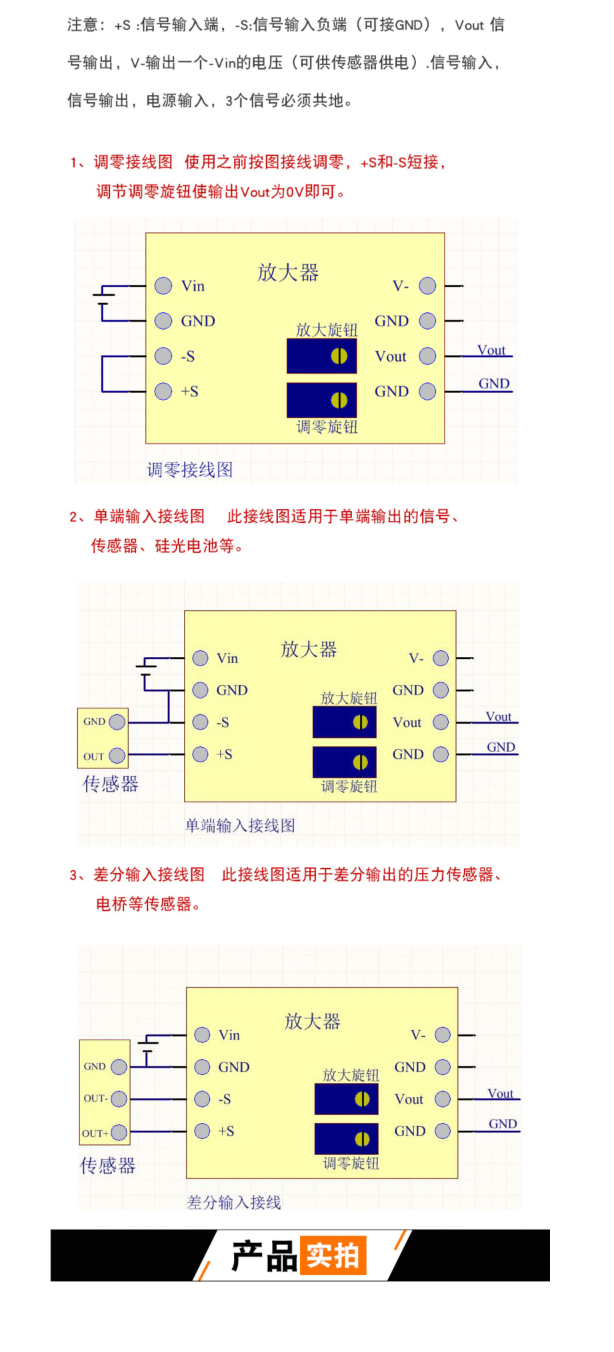 注意：+S :信号输入端，-S:信号输入负端（可接GND），Vout 信
号输出，V-输出一个-Vin的电压（可供传感器供电）.信号输入，
信号输出，电源输入，3个信号必须共地。
1、调零接线图 使用之前按图接线调零，+S和-S短接，
调节调零旋钮使输出Vout为0V即可。
放大器
Vin
V-
GND
放大旋钮
GND
-S
Vout
Vout
+S
GND
GND
调零旋钮
调零接线图
2、单端输入接线图 此接线图适用于单端输出的信号、
传感器、硅光电池等。
放大器
Vin
V-
GND
放大旋钮
GND
GND
-S
Vout
Vout
OUT
+S
GND
GND
传感器
调零旋钮
单端输入接线图
3、差分输入接线图 此接线图适用于差分输出的压力传感器、
电桥等传感器。
放大器
Vin
V-
GND
GND
放大旋钮
GND
OUT-
-S
Vout
Vout
OUT+
+S
GND
GND
传感器
调零旋钮
差分输入接线
产品实拍